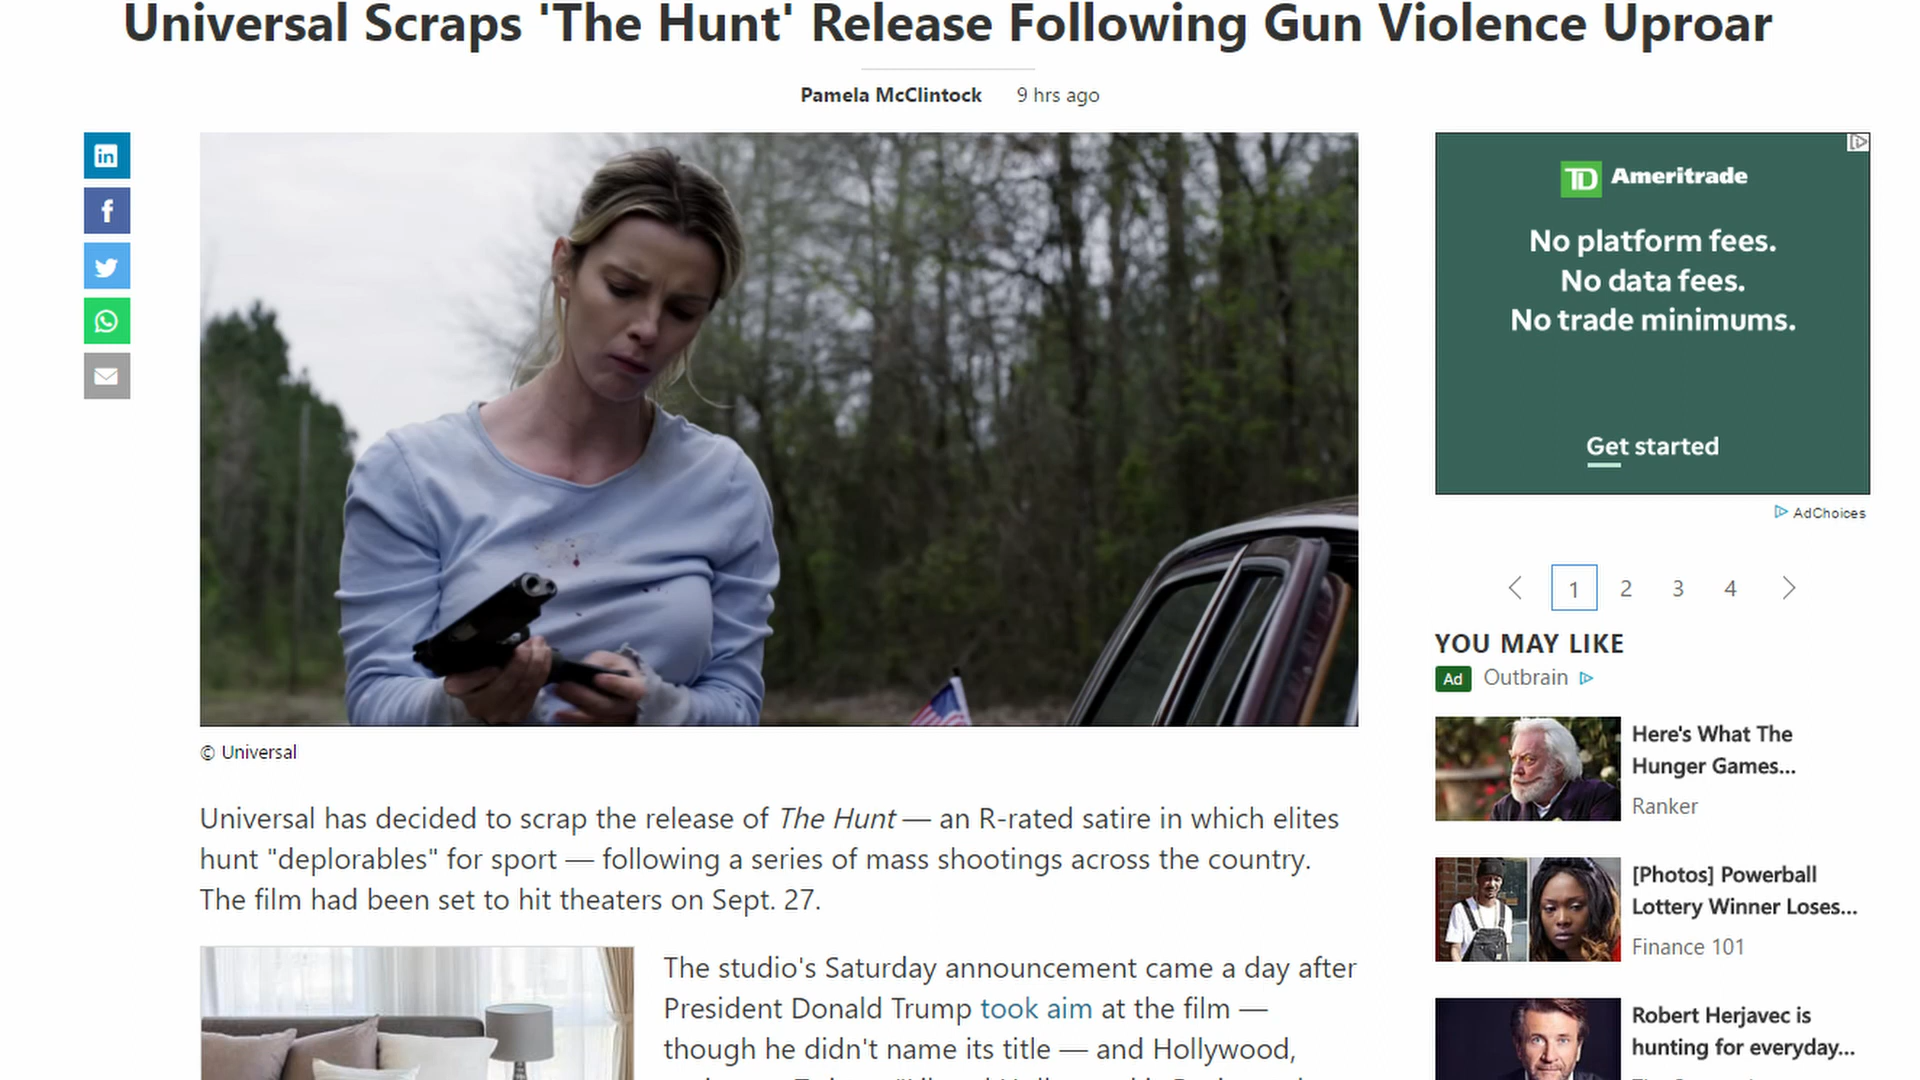 Universal Scraps 'The Hunt' Release Following Gun Violence Uproar
Pamela McClintock 9 hrs ago
in
f
TD Ameritrade
No platform fees.
No data fees.
No trade minimums.
Get started
AdChoices
1 2 3 4
YOU MAY LIKE
Ad Outbrain
Here's What The
Hunger Games...
Ranker
[Photos] Powerball
Lottery Winner Loses...
Finance 101
Robert Herjavec is
hunting for everyday...
© Universal
Universal has decided to scrap the release of The Hunt — an R-rated satire in which elites
hunt "deplorables" for sport — following a series of mass shootings across the country.
The film had been set to hit theaters on Sept. 27.
The studio's Saturday announcement came a day after
President Donald Trump took aim at the film —
though he didn't name its title — and Hollywood,